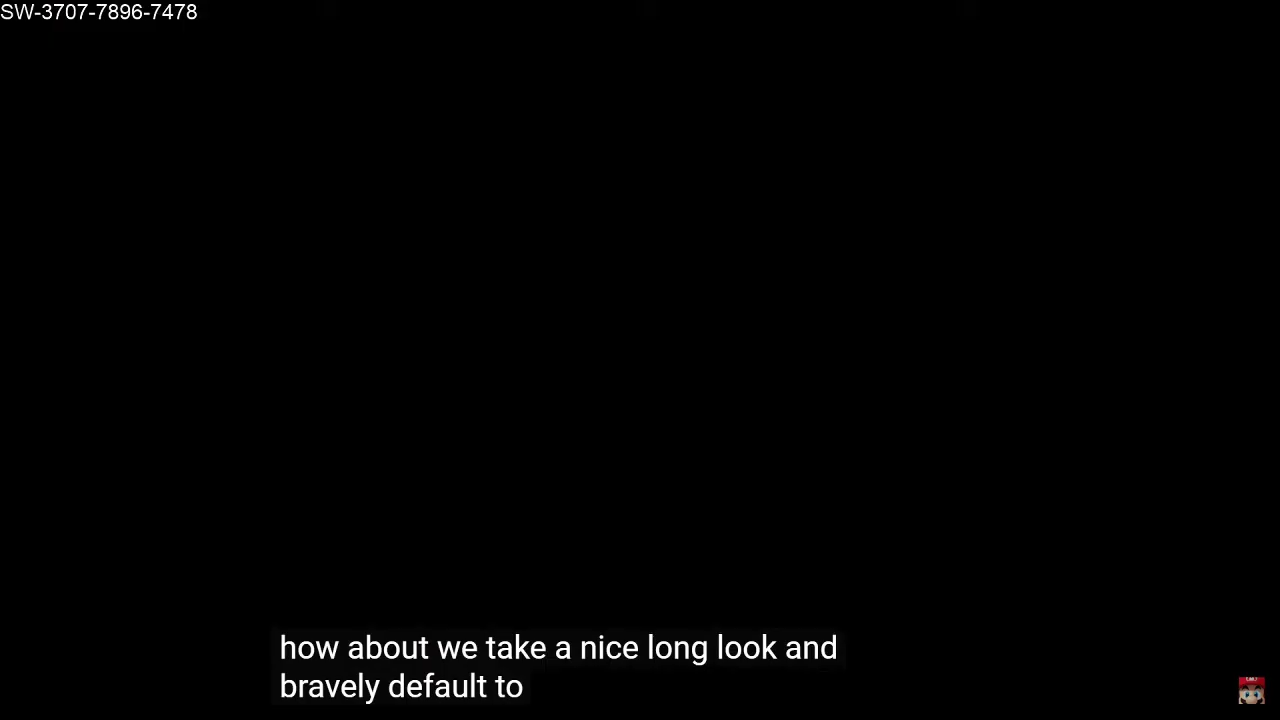 SW-3707-7896-7478
how about we take a nice long look and
bravely default to